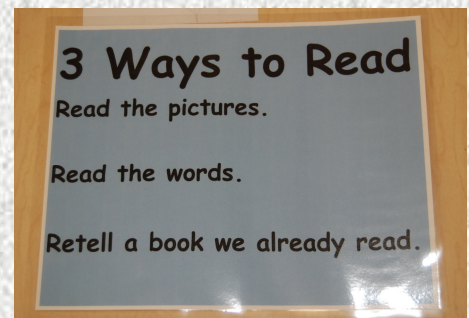 3 Ways to Read
Read the pictures.
Read the words.
Retell a book we already read.